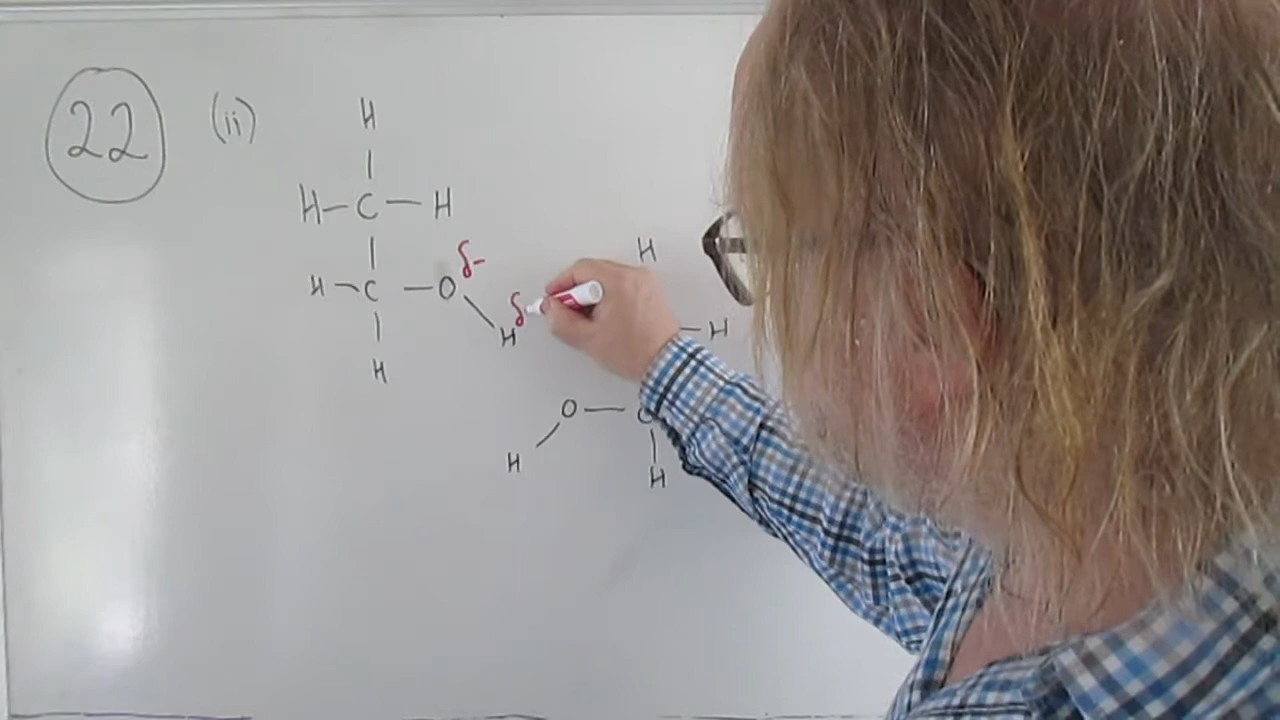 22 (ii) H
H–C–H
H–C–O δ-
δ H
H
H
–H
O–C
H
H